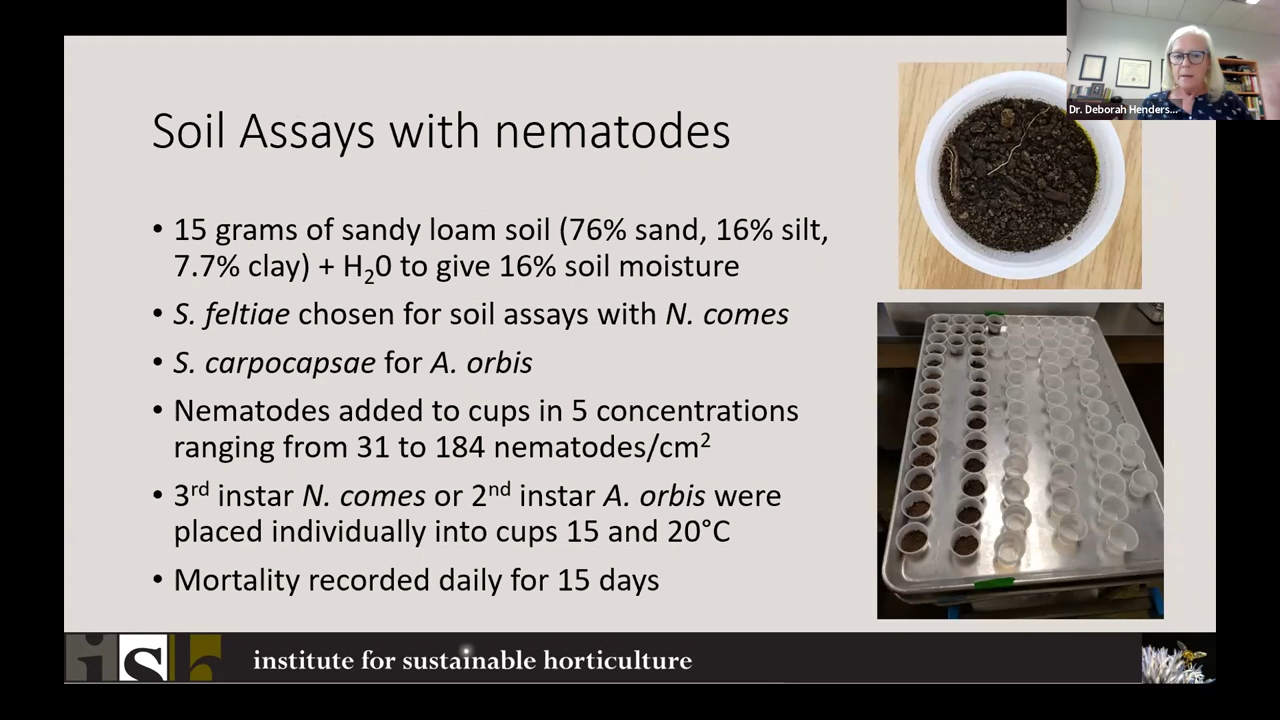 Dr. Deborah Henders...
Soil Assays with nematodes
• 15 grams of sandy loam soil (76% sand, 16% silt,
7.7% clay) + H₂0 to give 16% soil moisture
• S. feltiae chosen for soil assays with N. comes
• S. carpocapsae for A. orbis
• Nematodes added to cups in 5 concentrations
ranging from 31 to 184 nematodes/cm²
• 3rd instar N. comes or 2nd instar A. orbis were
placed individually into cups 15 and 20°C
• Mortality recorded daily for 15 days
ish institute for sustainable horticulture